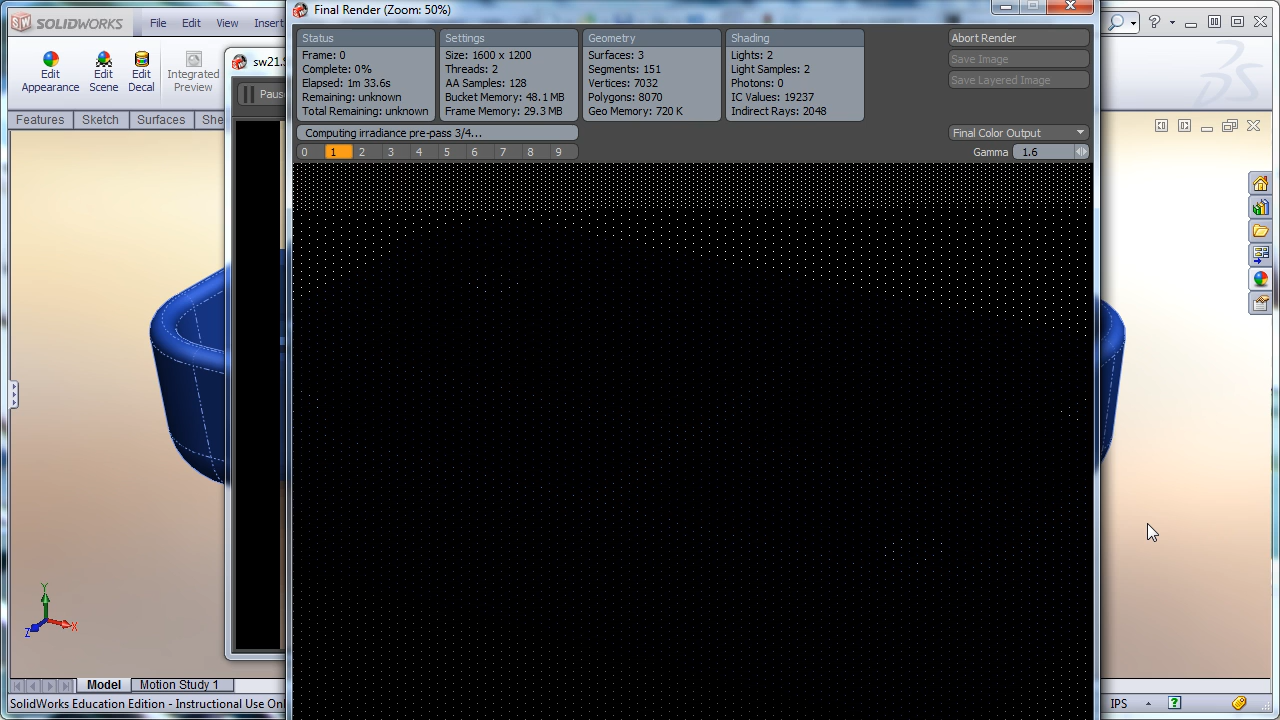 SOLIDWORKS
File Edit View Insert
Final Render (Zoom: 50%)
Edit Appearance
Edit Scene
Edit Decal
Integrated Preview
Features Sketch Surfaces She
sw21.
Paus
Status
Frame: 0
Complete: 0%
Elapsed: 1m 33.6s
Remaining: unknown
Total Remaining: unknown
Settings
Size: 1600 x 1200
Threads: 2
AA Samples: 128
Bucket Memory: 48.1 MB
Frame Memory: 29.3 MB
Geometry
Surfaces: 3
Segments: 151
Vertices: 7032
Polygons: 8070
Geo Memory: 720 K
Shading
Lights: 2
Light Samples: 2
Photons: 0
IC Values: 19237
Indirect Rays: 2048
Abort Render
Save Image
Save Layered Image
Computing irradiance pre-pass 3/4...
Final Color Output
0 1 2 3 4 5 6 7 8 9
Gamma 1.6
Y
X
Z
Model Motion Study 1
SolidWorks Education Edition - Instructional Use Onl
IPS